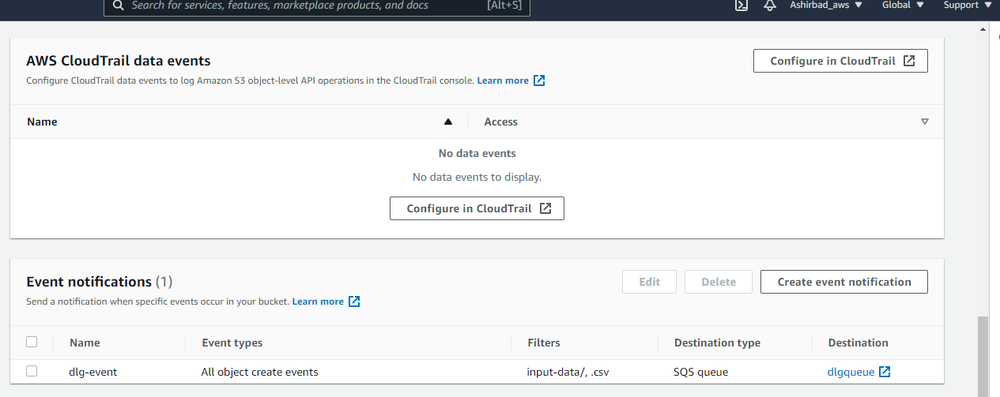 Search for services, features, marketplace products, and docs [Alt+S] Ashirbad_aws Global Support
AWS CloudTrail data events Configure in CloudTrail
Configure CloudTrail data events to log Amazon S3 object-level API operations in the CloudTrail console. Learn more
Name Access
No data events
No data events to display.
Configure in CloudTrail
Event notifications (1) Edit Delete Create event notification
Send a notification when specific events occur in your bucket. Learn more
Name Event types Filters Destination type Destination
dlg-event All object create events input-data/, .csv SQS queue dlgqueue